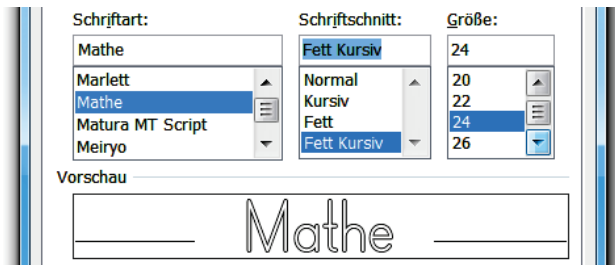 Schriftart: Schriftschnitt: Größe:
Mathe Fett Kursiv 24
Marlett Normal 20
Mathe Kursiv 22
Matura MT Script Fett 24
Meiryo Fett Kursiv 26
Vorschau
Mathe